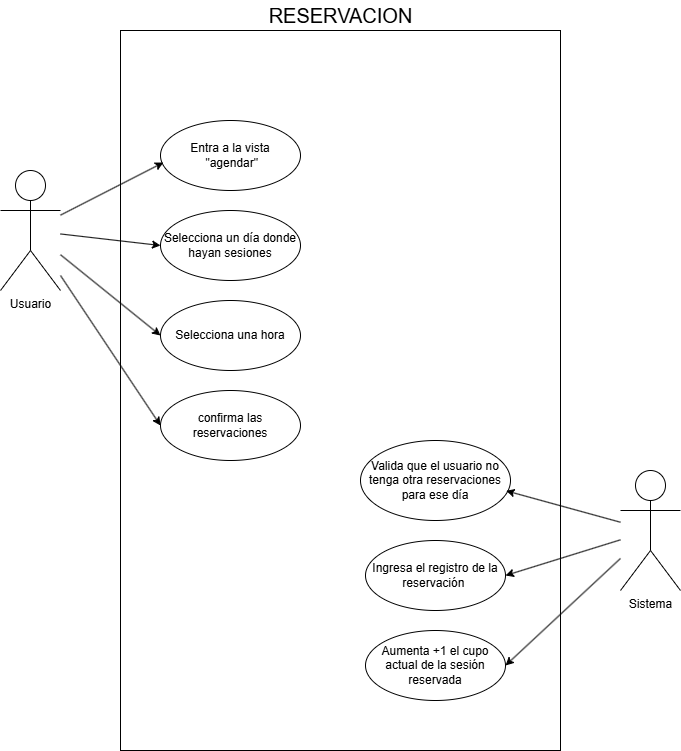 RESERVACION
Entra a la vista
"agendar"
Selecciona un día donde
hayan sesiones
Usuario
Selecciona una hora
confirma las
reservaciones
Valida que el usuario no
tenga otra reservaciones
para ese día
Ingresa el registro de la
reservación
Sistema
Aumenta +1 el cupo
actual de la sesión
reservada